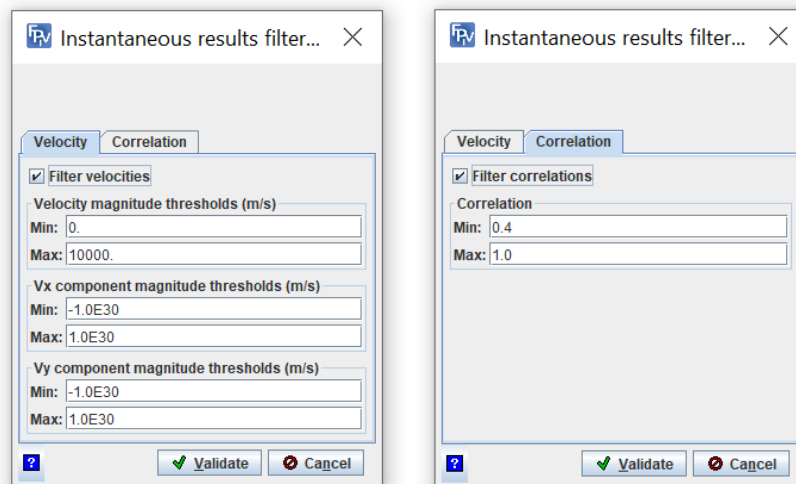 FPIV Instantaneous results filter...
Velocity Correlation
Filter velocities
Velocity magnitude thresholds (m/s)
Min: 0.
Max: 10000.
Vx component magnitude thresholds (m/s)
Min: -1.0E30
Max: 1.0E30
Vy component magnitude thresholds (m/s)
Min: -1.0E30
Max: 1.0E30
? Validate Cancel
FPIV Instantaneous results filter...
Velocity Correlation
Filter correlations
Correlation
Min: 0.4
Max: 1.0
? Validate Cancel